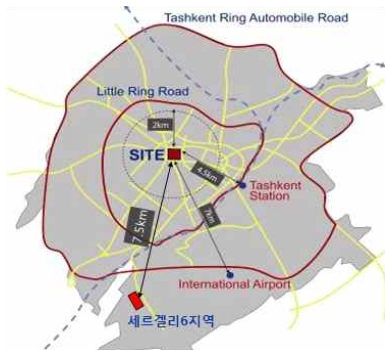 Tashkent Ring Automobile Road
Little Ring Road
2km
SITE
4.5km
Tashkent
Station
7km
7.5km
International Airport
세르겔리6지역